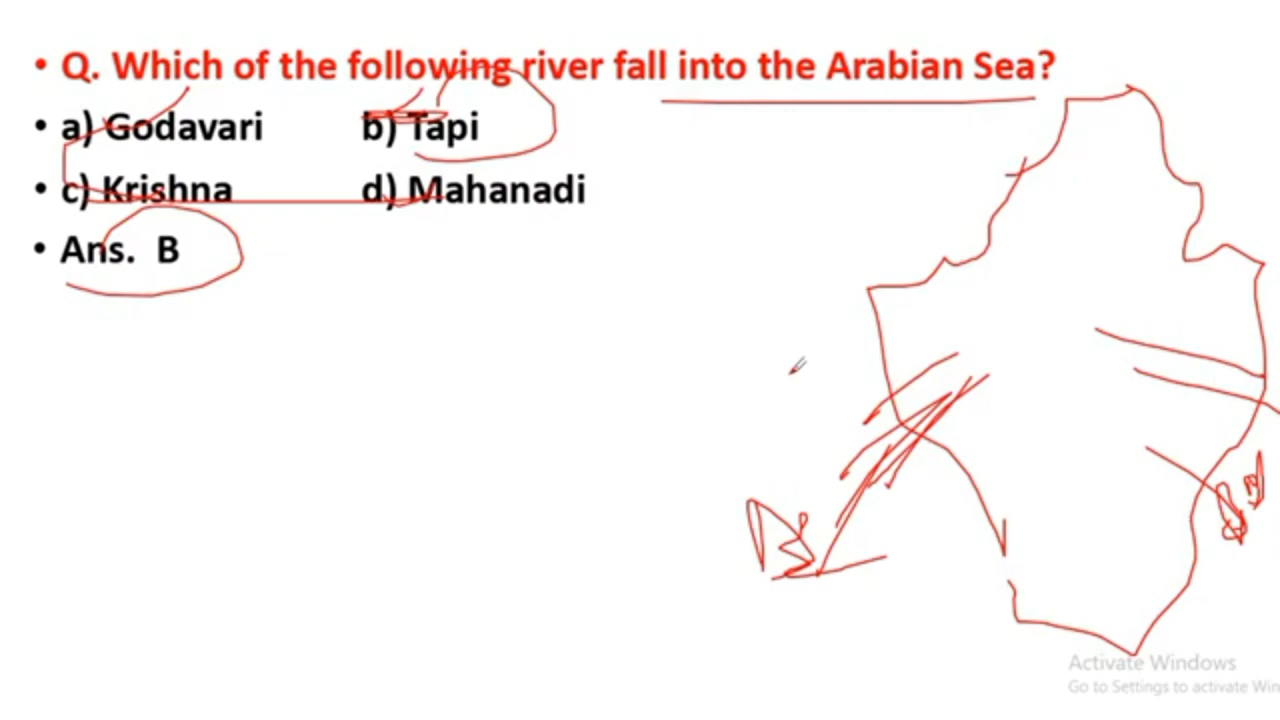 • Q. Which of the following river fall into the Arabian Sea?
• a) Godavari b) Tapi
• c) Krishna d) Mahanadi
• Ans. B
Activate Windows
Go to Settings to activate Win